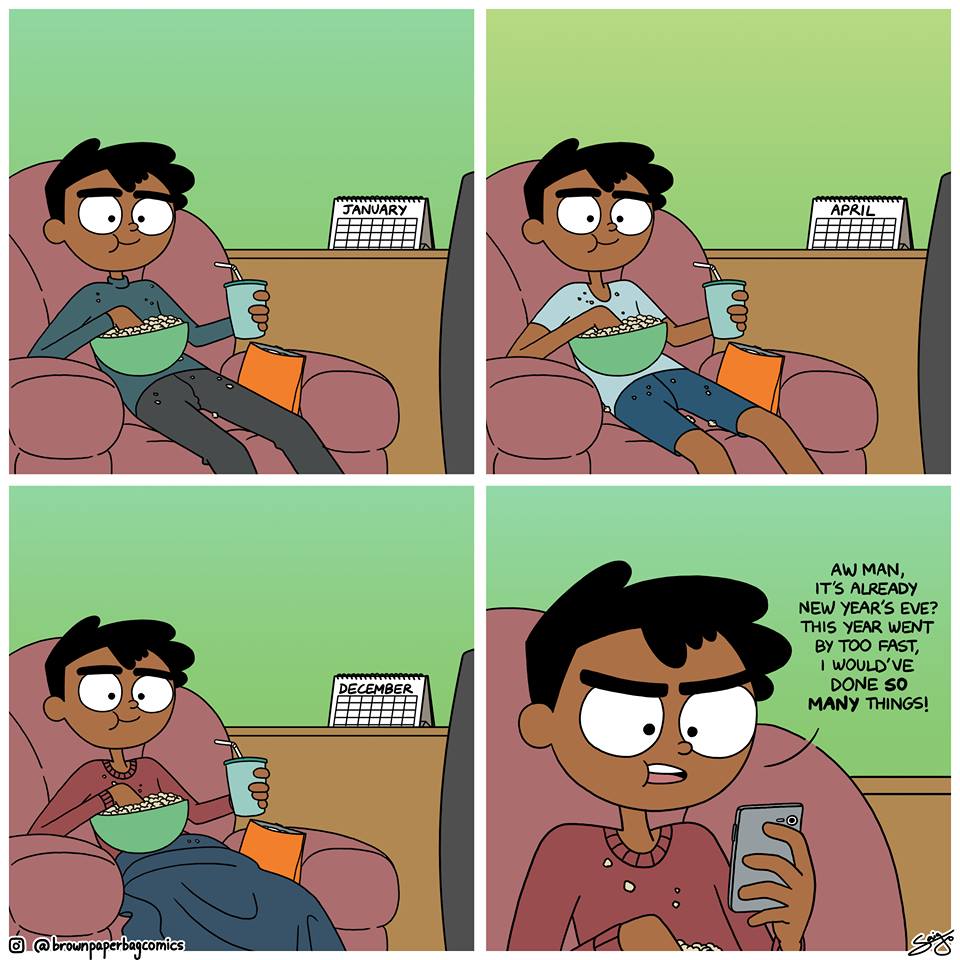 JANUARY
APRIL
DECEMBER
AW MAN,
IT'S ALREADY
NEW YEAR'S EVE?
THIS YEAR WENT
BY TOO FAST,
I WOULD'VE
DONE SO
MANY THINGS!
@brownpaperbagcomics